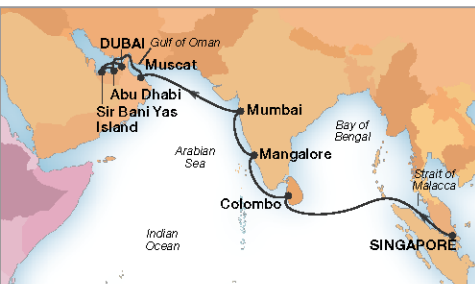 DUBAI
Gulf of Oman
Muscat
Abu Dhabi
Sir Bani Yas
Island
Mumbai
Bay of
Bengal
Arabian
Sea
Mangalore
Strait of
Malacca
Colombo
Indian
Ocean
SINGAPORE